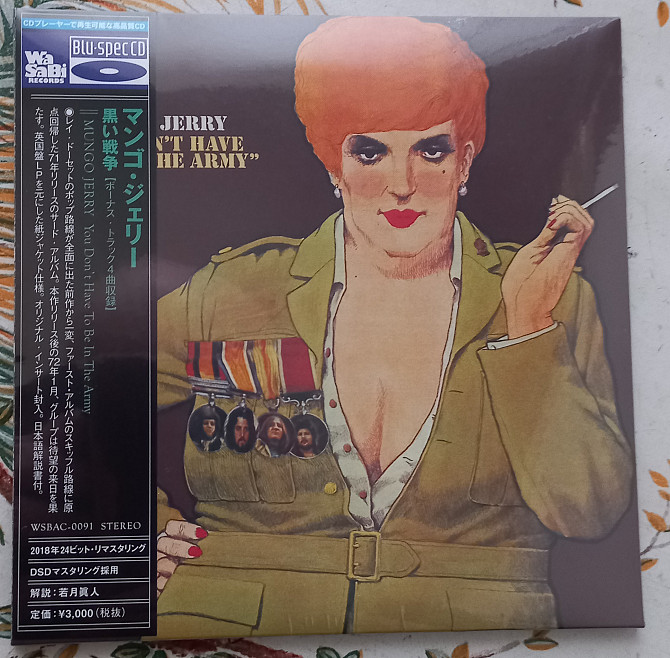 CDプレーヤーで再生可能な高品質CD
WaSaBi
RECORDS
Blu-specCD
マンゴ・ジェリー
黒い戦争【ボーナス・トラック4曲収録】
MUNGO JERRY You Don't Have To Be In The Army
●レイ・ドーセットのポップ路線が全面に出た前作から一変、ファースト・アルバムのスキッフル路線に原
点回帰した71年リリースのサード・アルバム。本作リリース後の72年1月、グループは待望の来日を果
たす。英国盤LPを元にした紙ジャケット仕様。オリジナル・インサート封入。日本語解説書付。
WSBAC-0091 STEREO
2018年24ビット・リマスタリング
DSDマスタリング採用
解説:若月眞人
定価:¥3,000(税抜)
JERRY
N'T HAVE
HE ARMY”